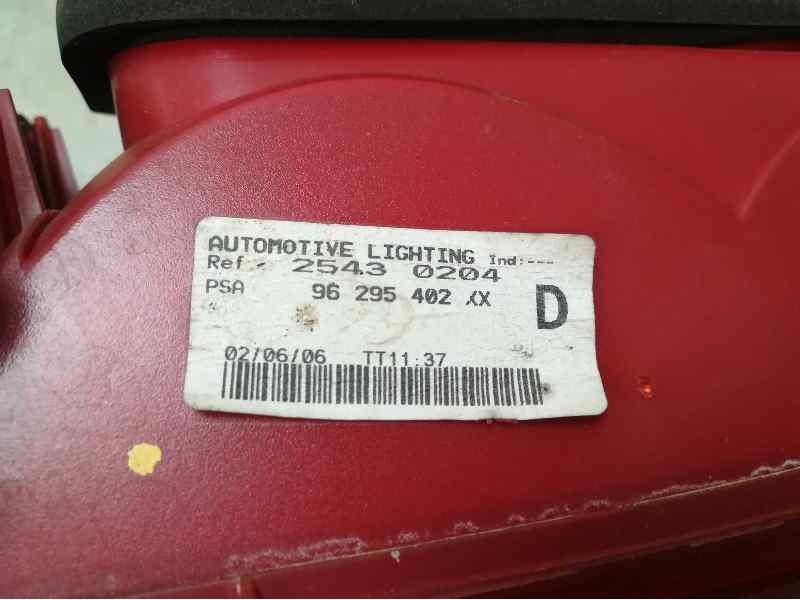 AUTOMOTIVE LIGHTING Ind:---
Ref - 2543 0204
PSA 96 295 402 XX D
02/06/06 TT11:37